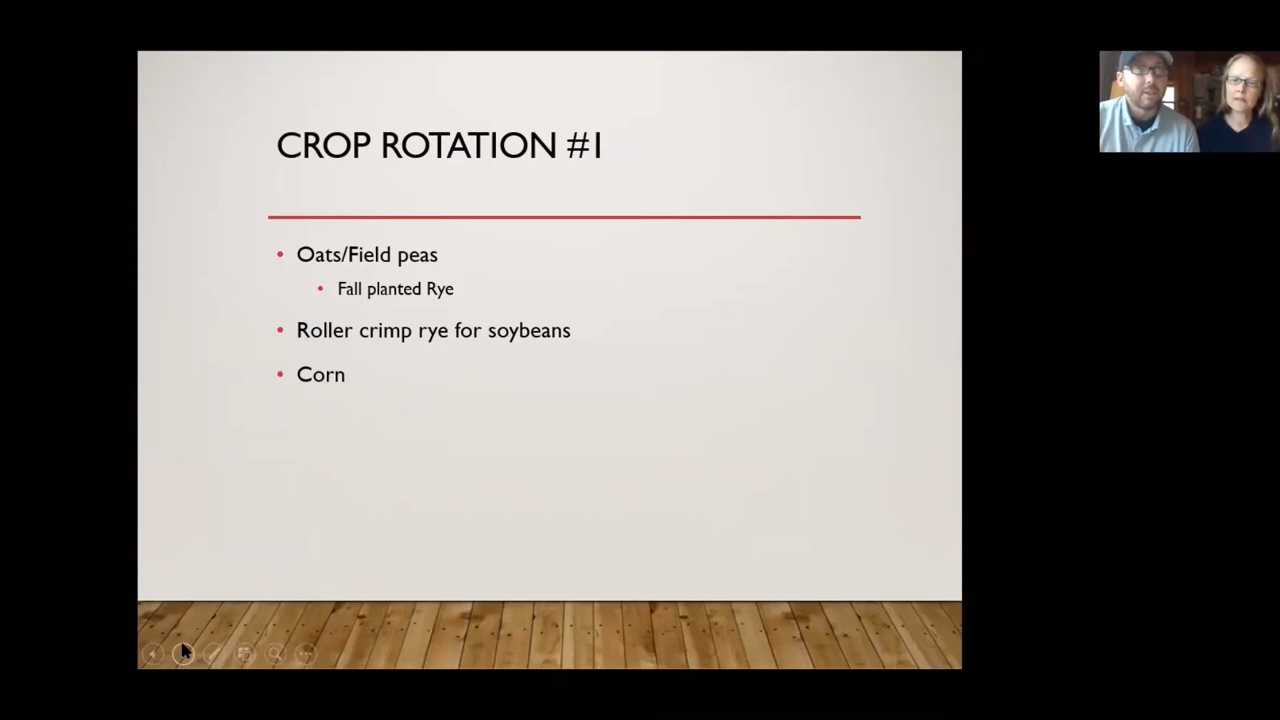 CROP ROTATION #1
• Oats/Field peas
• Fall planted Rye
• Roller crimp rye for soybeans
• Corn